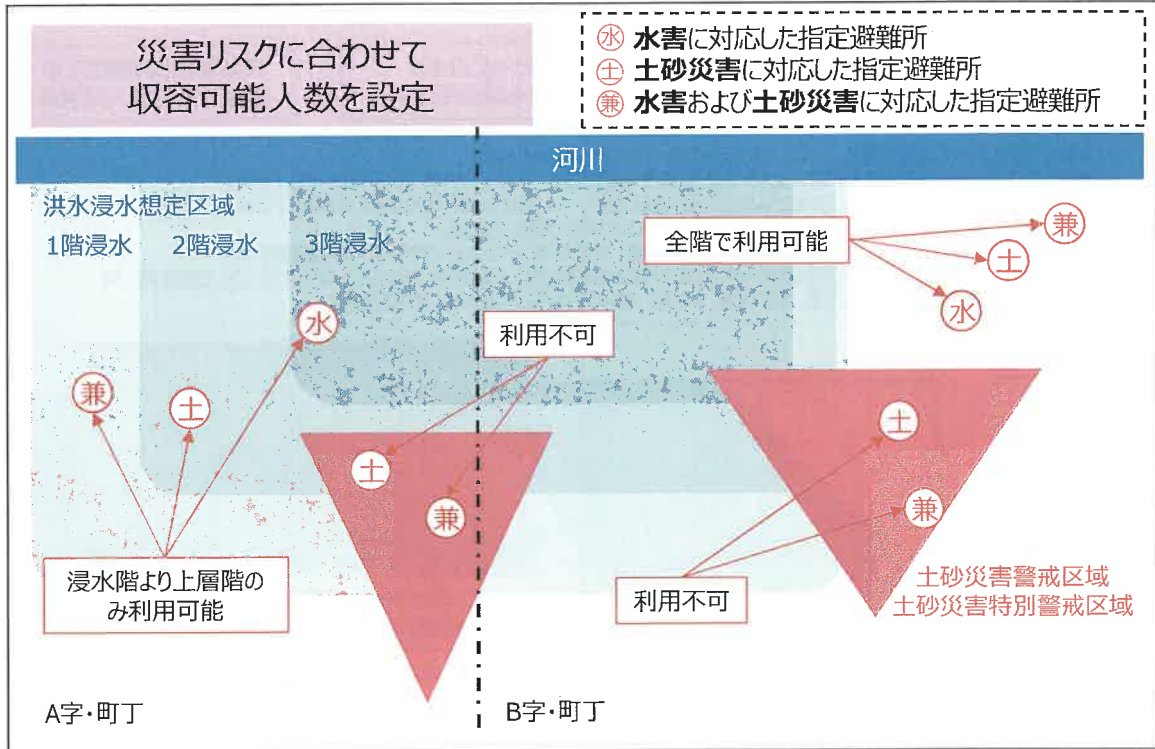 災害リスクに合わせて
収容可能人数を設定
水 水害に対応した指定避難所
土 土砂災害に対応した指定避難所
兼 水害および土砂災害に対応した指定避難所
河川
洪水浸水想定区域
1階浸水 2階浸水 3階浸水
全階で利用可能
兼
土
水
水
利用不可
兼
土
土
兼
土
兼
浸水階より上層階の
み利用可能
利用不可
土砂災害警戒区域
土砂災害特別警戒区域
A字・町丁
B字・町丁